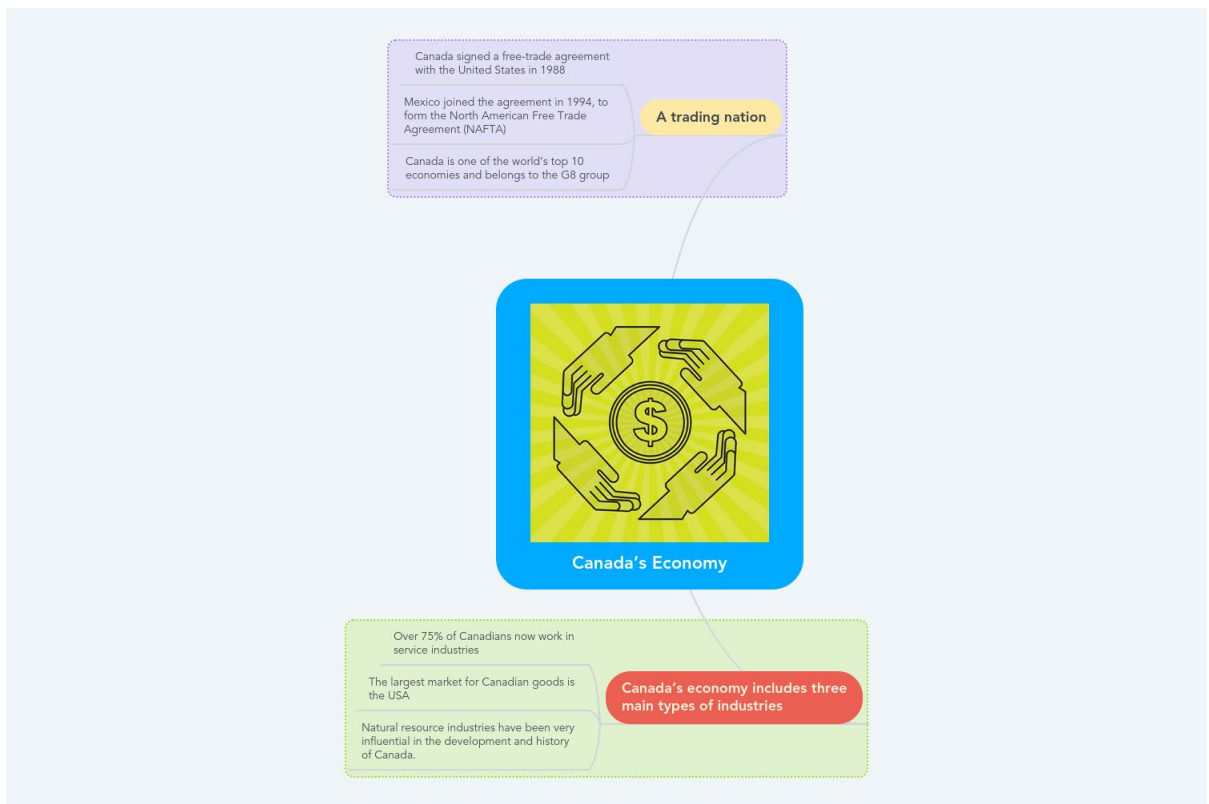 Canada signed a free-trade agreement
with the United States in 1988
Mexico joined the agreement in 1994, to
form the North American Free Trade
Agreement (NAFTA)
Canada is one of the world's top 10
economies and belongs to the G8 group
A trading nation
$
Canada's Economy
Over 75% of Canadians now work in
service industries
The largest market for Canadian goods is
the USA
Natural resource industries have been very
influential in the development and history
of Canada.
Canada's economy includes three
main types of industries